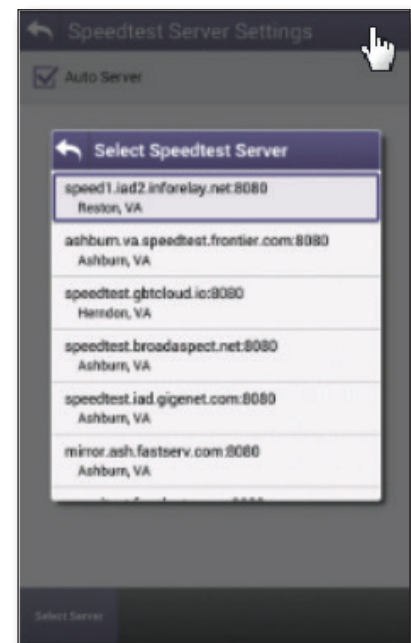 Speedtest Server Settings
Auto Server
Select Speedtest Server
speed1.iad2.inforelay.net:8080
Reston, VA
ashburn.va.speedtest.frontier.com:8080
Ashburn, VA
speedtest.gbtcloud.io:8080
Herndon, VA
speedtest.broadaspect.net:8080
Ashburn, VA
speedtest.iad.gigenet.com:8080
Ashburn, VA
mirror.ash.fastserv.com:8080
Ashburn, VA
Select Server